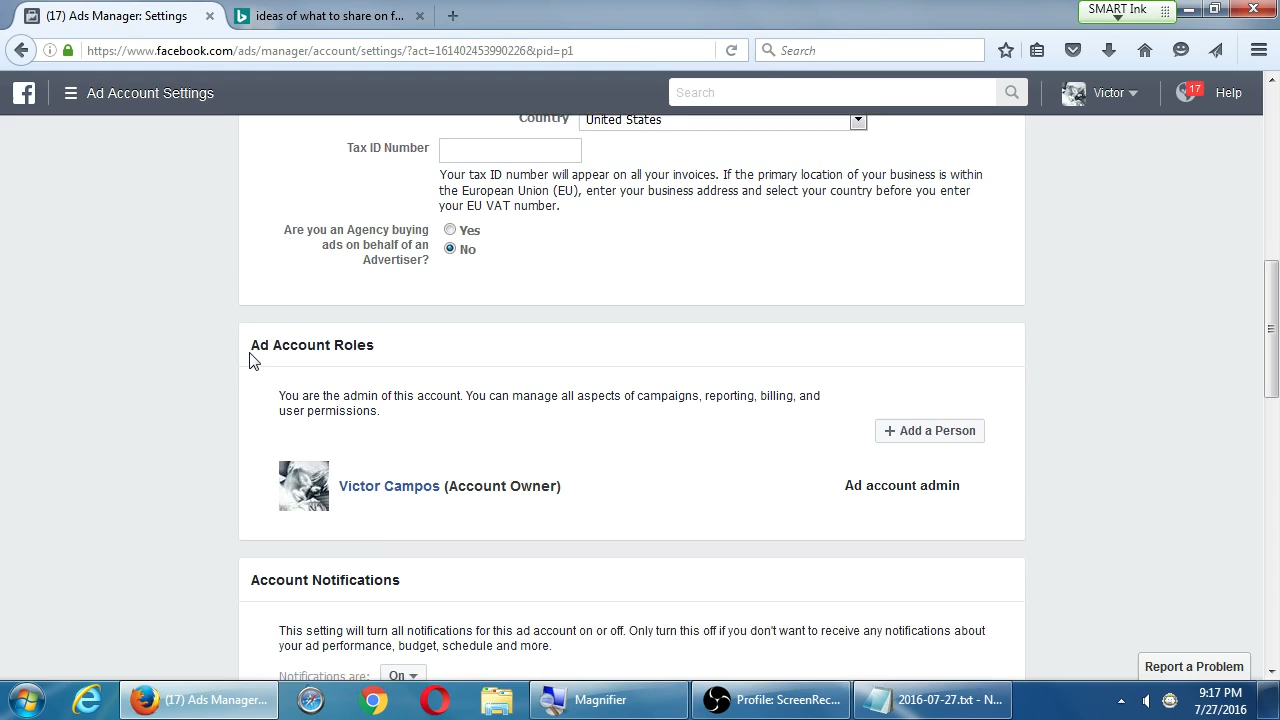 (17) Ads Manager: Settings
ideas of what to share on f...
SMART Ink
https://www.facebook.com/ads/manager/account/settings/?act=161402453990226&pid=p1
Search
Ad Account Settings
Search
Victor
17
Help
Country
United States
Tax ID Number
Your tax ID number will appear on all your invoices. If the primary location of your business is within
the European Union (EU), enter your business address and select your country before you enter
your EU VAT number.
Are you an Agency buying
ads on behalf of an
Advertiser?
Yes
No
Ad Account Roles
You are the admin of this account. You can manage all aspects of campaigns, reporting, billing, and
user permissions.
+ Add a Person
Victor Campos (Account Owner)
Ad account admin
Account Notifications
This setting will turn all notifications for this ad account on or off. Only turn this off if you don't want to receive any notifications about
your ad performance, budget, schedule and more.
Notifications are:
On
Report a Problem
(17) Ads Manager...
Magnifier
Profile: ScreenRec...
2016-07-27.txt - N...
9:17 PM
7/27/2016